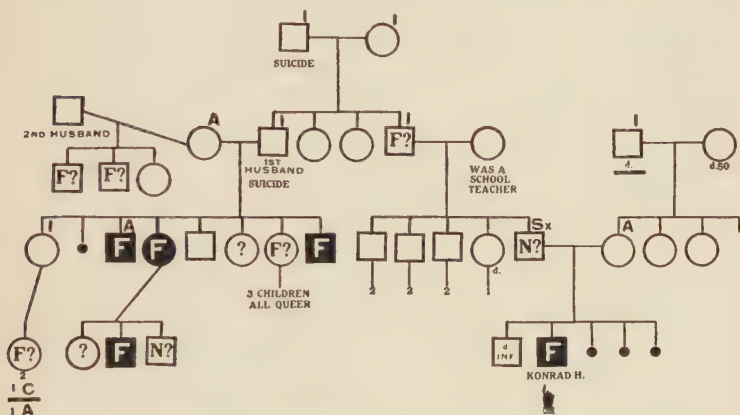 I I
SUICIDE
2ND HUSBAND
A
I
1ST
HUSBAND
SUICIDE
F? I
WAS A
SCHOOL
TEACHER
I
d.
d.50
F? F?
I
A
F F
?
F?
F
3 CHILDREN
ALL QUEER
d.
Sx
N?
A
2 2 2 1
F?
2
1 C
1 A
? F N?
d
INF
F
KONRAD H.